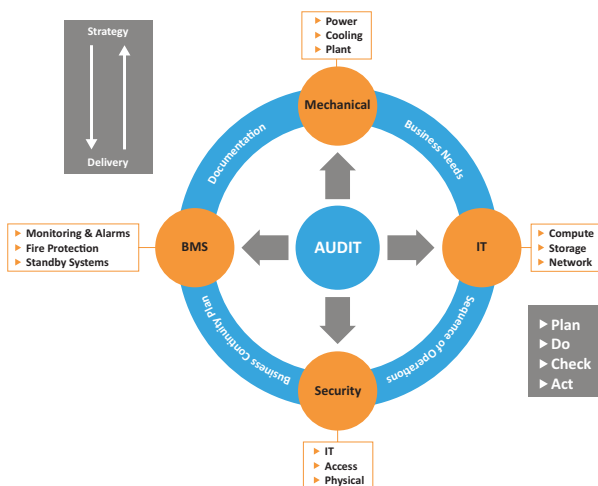 Strategy
Delivery
Power
Cooling
Plant
Mechanical
Documentation
Business Needs
Monitoring & Alarms
Fire Protection
Standby Systems
BMS
AUDIT
IT
Compute
Storage
Network
Business Continuity Plan
Sequence of Operations
Plan
Do
Check
Act
Security
IT
Access
Physical